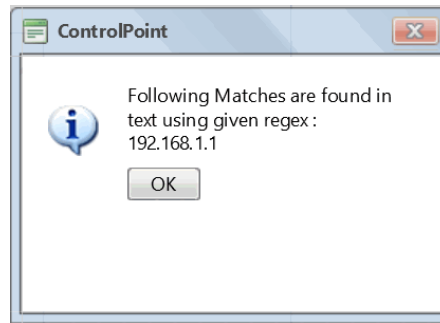 ControlPoint
Following Matches are found in
text using given regex :
192.168.1.1
OK